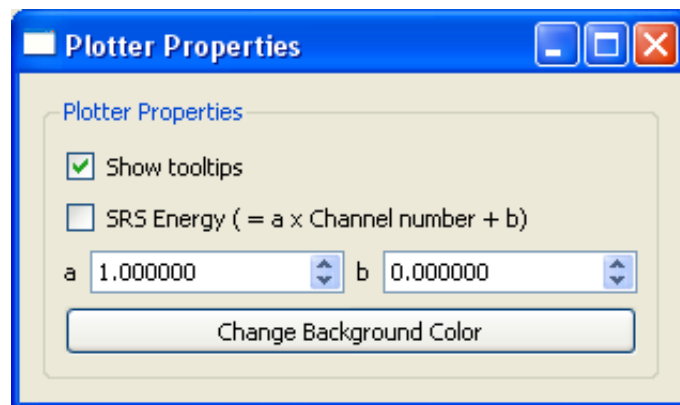 Plotter Properties
Plotter Properties
Show tooltips
SRS Energy ( = a x Channel number + b)
a 1.000000 b 0.000000
Change Background Color